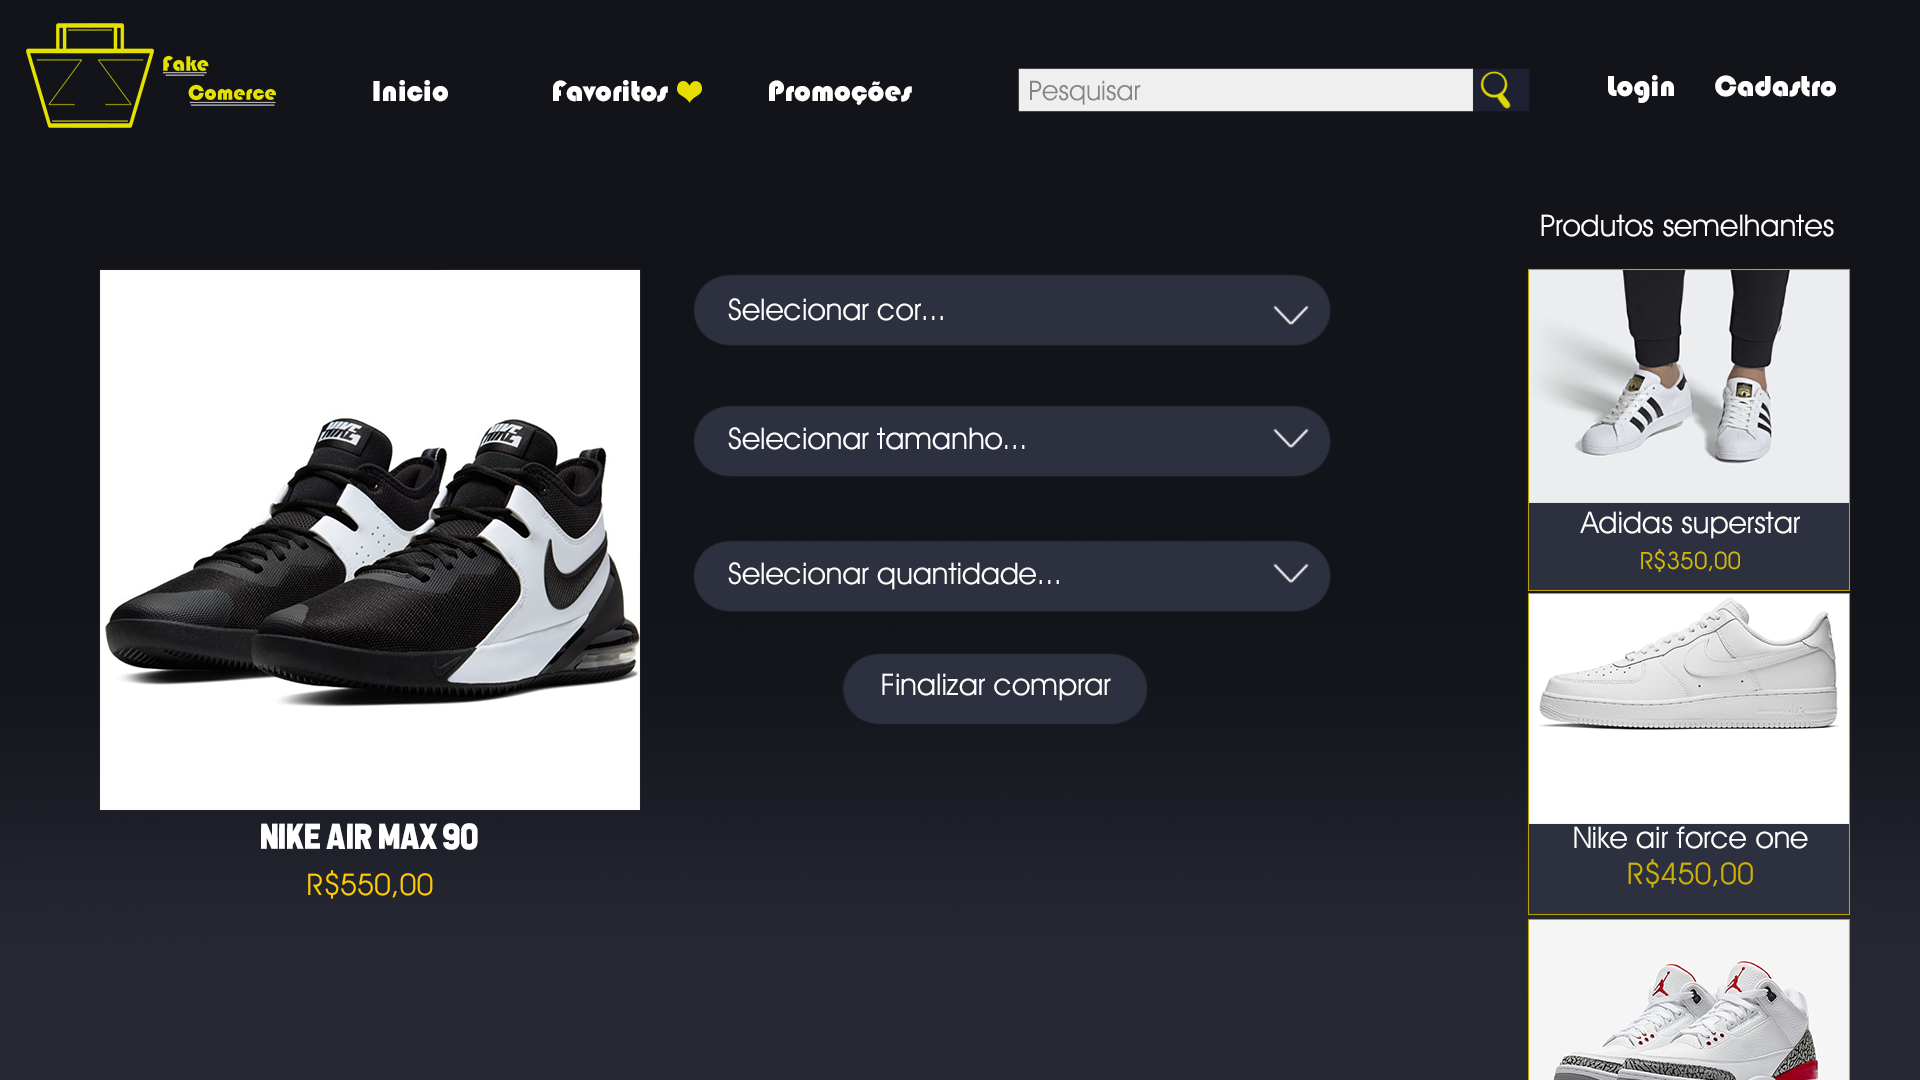 Fake
Comerce
Inicio
Favoritos
Promoções
Pesquisar
Login
Cadastro
Produtos semelhantes
Selecionar cor...
Selecionar tamanho...
Selecionar quantidade...
Finalizar comprar
NIKE AIR MAX 90
R$550,00
Adidas superstar
R$350,00
Nike air force one
R$450,00